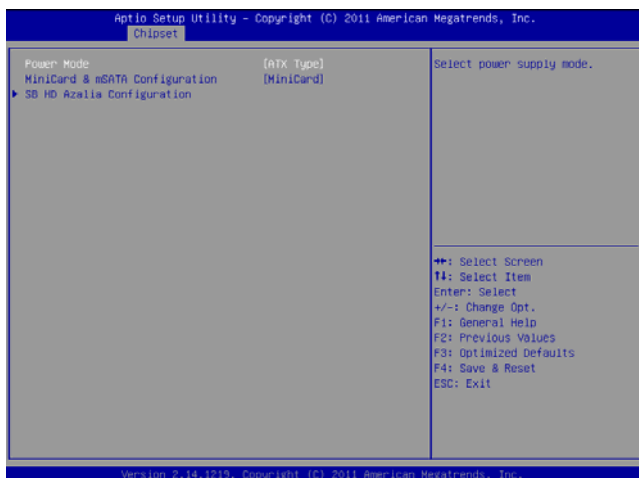 Aptio Setup Utility – Copyright (C) 2011 American Megatrends, Inc.
Chipset
Power Mode [ATX Type]
MiniCard & mSATA Configuration [MiniCard]
▶ SB HD Azalia Configuration
Select power supply mode.
→←: Select Screen
↑↓: Select Item
Enter: Select
+/-: Change Opt.
F1: General Help
F2: Previous Values
F3: Optimized Defaults
F4: Save & Reset
ESC: Exit
Version 2.14.1219. Copyright (C) 2011 American Megatrends, Inc.